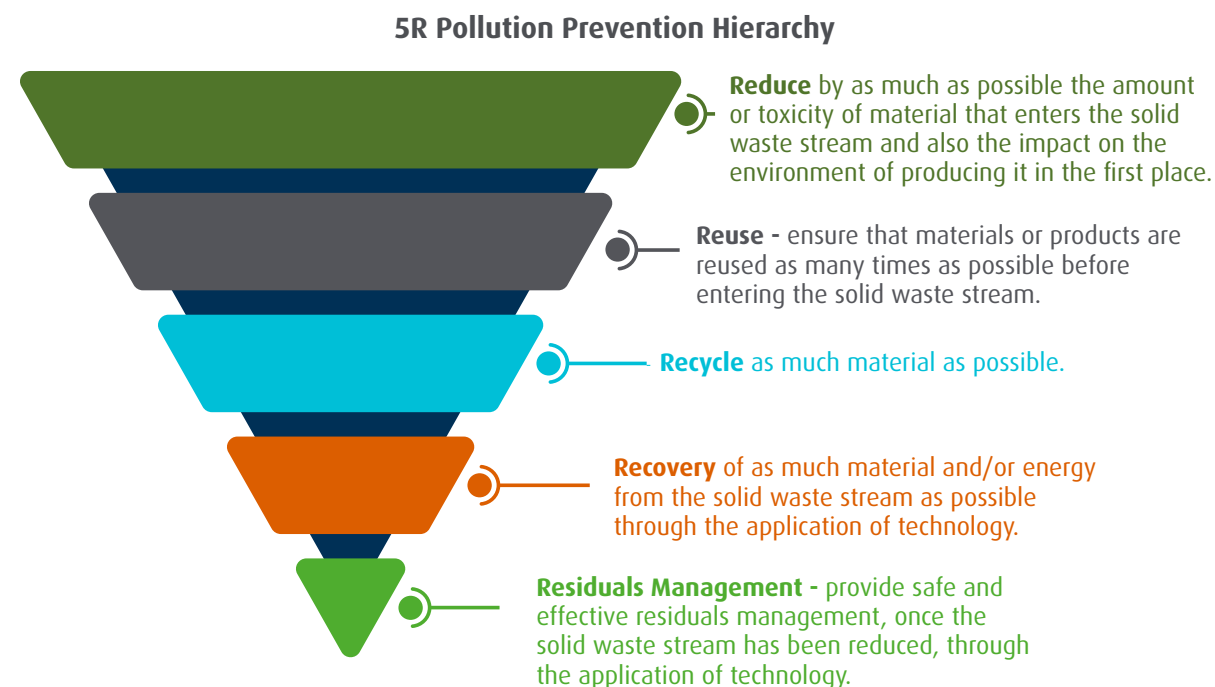 5R Pollution Prevention Hierarchy
Reduce by as much as possible the amount
or toxicity of material that enters the solid
waste stream and also the impact on the
environment of producing it in the first place.
Reuse - ensure that materials or products are
reused as many times as possible before
entering the solid waste stream.
Recycle as much material as possible.
Recovery of as much material and/or energy
from the solid waste stream as possible
through the application of technology.
Residuals Management - provide safe and
effective residuals management, once the
solid waste stream has been reduced, through
the application of technology.